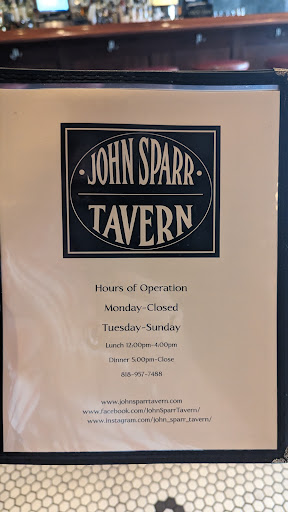 · JOHN SPARR ·
TAVERN
Hours of Operation
Monday-Closed
Tuesday-Sunday
Lunch 12:00pm-4:00pm
Dinner 5:00pm-Close
818-957-7488
www.johnsparrtavern.com
www.facebook.com/JohnSparrTavern/
www.instagram.com/john_sparr_tavern/